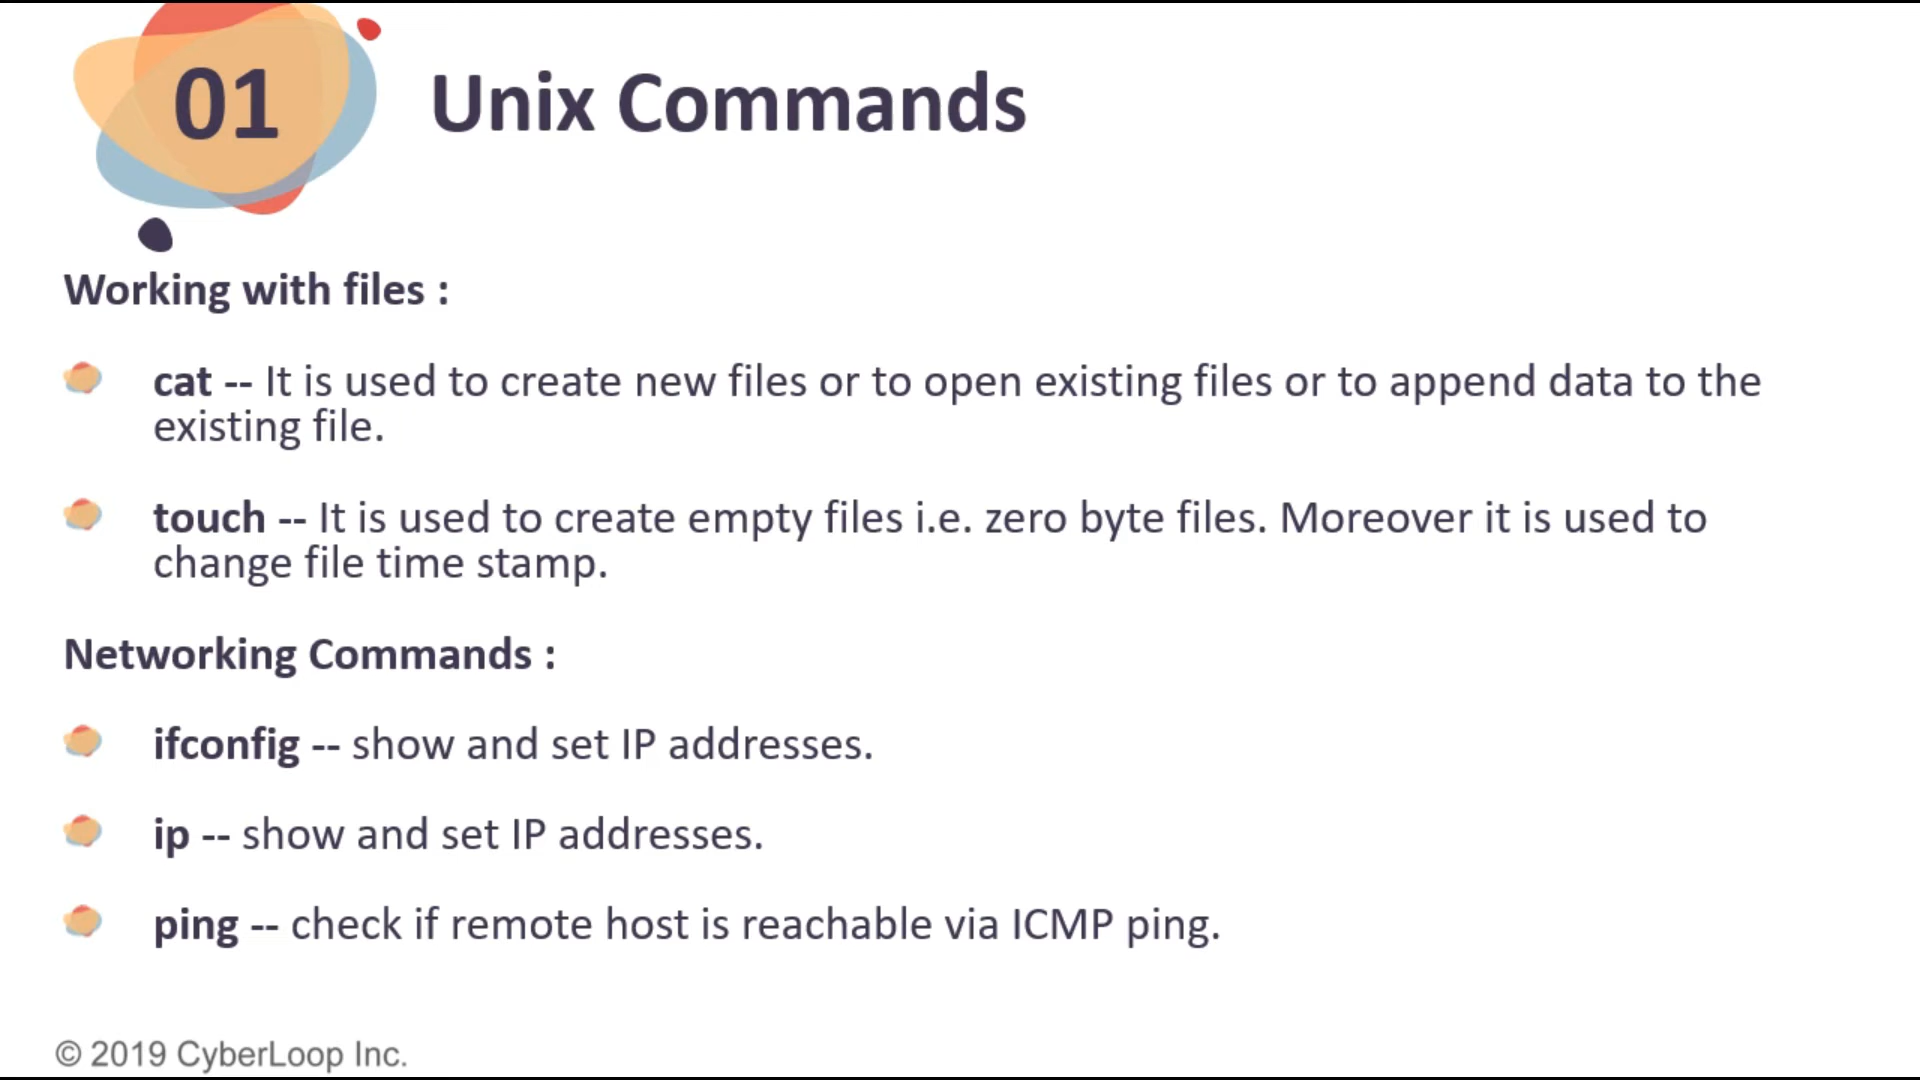 01
Unix Commands
Working with files :
cat -- It is used to create new files or to open existing files or to append data to the
existing file.
touch -- It is used to create empty files i.e. zero byte files. Moreover it is used to
change file time stamp.
Networking Commands :
ifconfig -- show and set IP addresses.
ip -- show and set IP addresses.
ping -- check if remote host is reachable via ICMP ping.
© 2019 CyberLoop Inc.